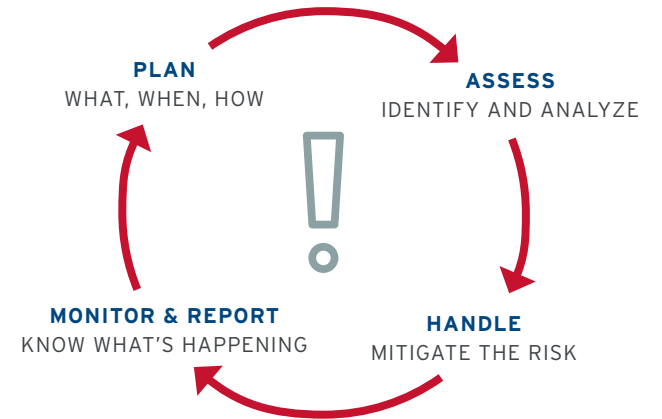 PLAN
WHAT, WHEN, HOW
ASSESS
IDENTIFY AND ANALYZE
HANDLE
MITIGATE THE RISK
MONITOR & REPORT
KNOW WHAT'S HAPPENING
!